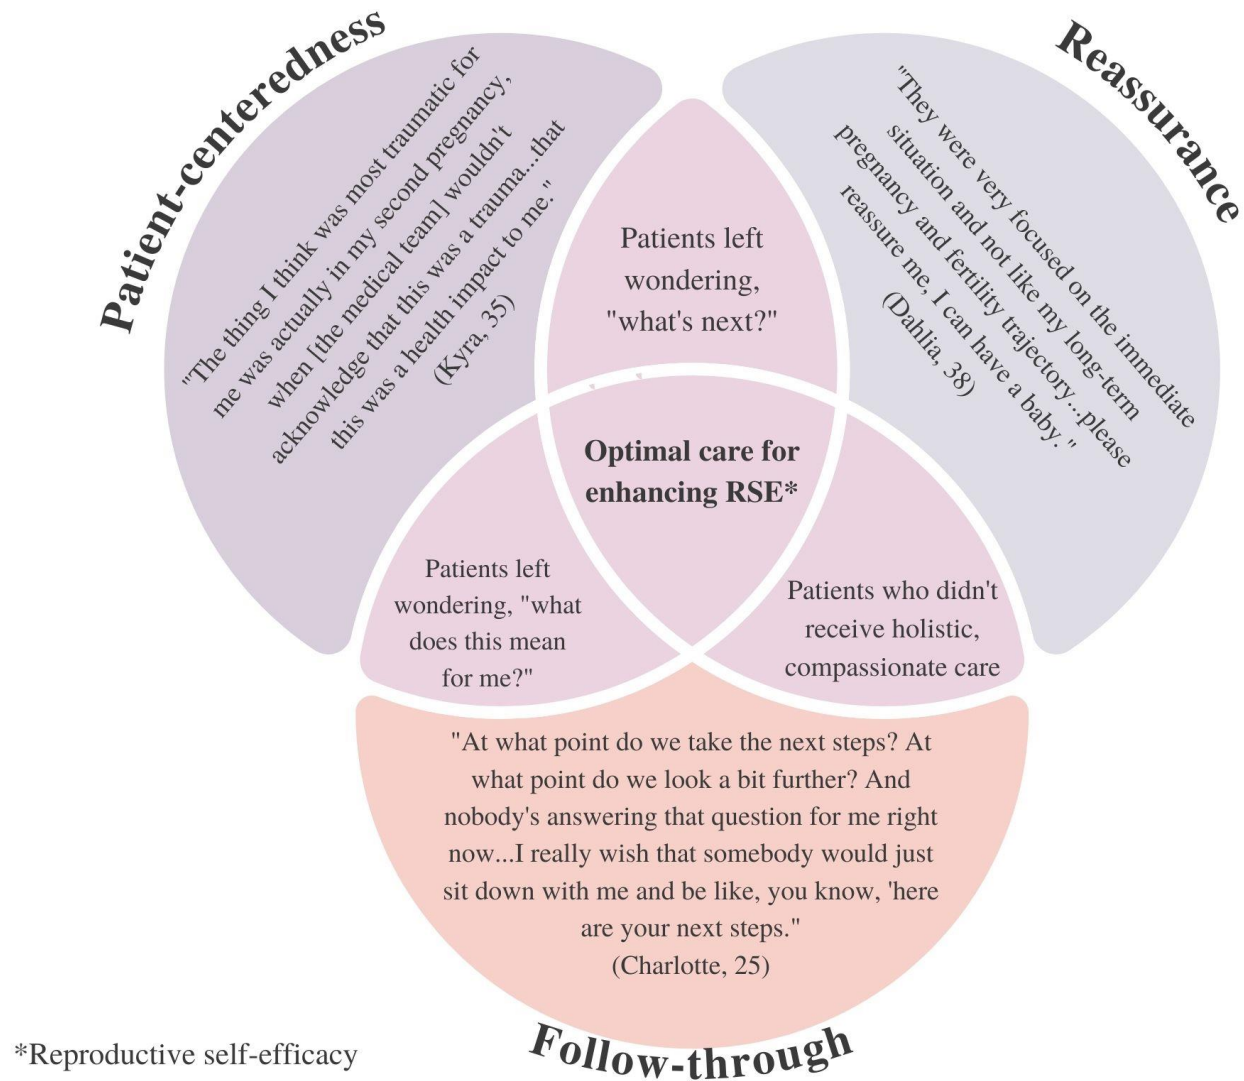 Patient-centeredness
"The thing I think was most traumatic for
me was actually in my second pregnancy,
when [the medical team] wouldn't
acknowledge that this was a trauma...that
this was a health impact to me."
(Kyra, 35)
Reassurance
"They were very focused on the immediate
situation and not like my long-term
pregnancy and fertility trajectory...please
reassure me, I can have a baby."
(Dahlia, 38)
Patients left
wondering,
"what's next?"
Optimal care for
enhancing RSE*
Patients left
wondering, "what
does this mean
for me?"
Patients who didn't
receive holistic,
compassionate care
"At what point do we take the next steps? At
what point do we look a bit further? And
nobody's answering that question for me right
now...I really wish that somebody would just
sit down with me and be like, you know, 'here
are your next steps."
(Charlotte, 25)
Follow-through
*Reproductive self-efficacy